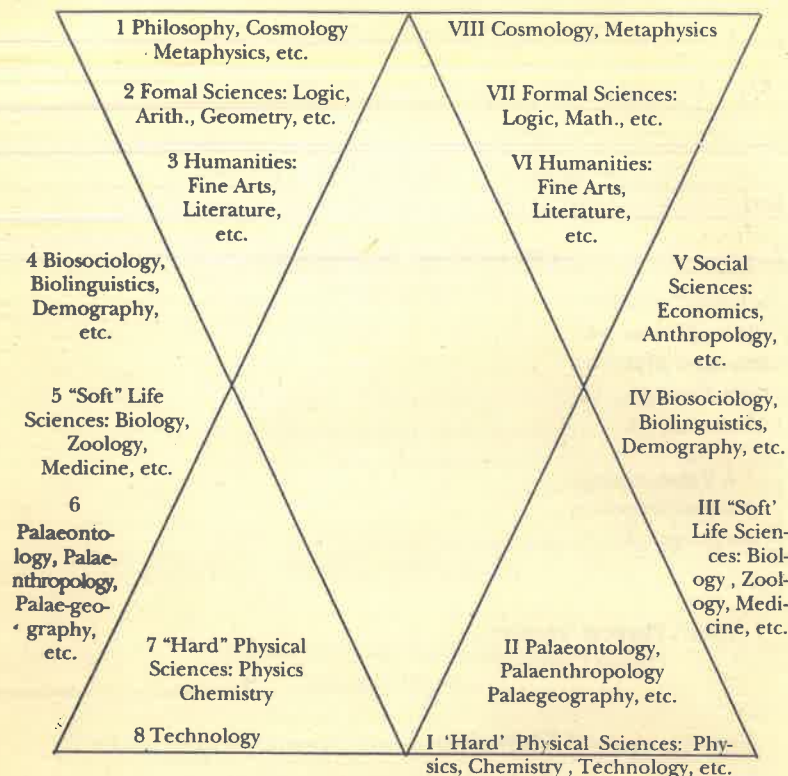 1 Philosophy, Cosmology
Metaphysics, etc.
2 Fomal Sciences: Logic,
Arith., Geometry, etc.
3 Humanities:
Fine Arts,
Literature,
etc.
4 Biosociology,
Biolinguistics,
Demography,
etc.
5 "Soft" Life
Sciences: Biology,
Zoology,
Medicine, etc.
6
Palaeonto-
logy, Palae-
nthropology,
Palae-geo-
graphy,
etc.
7 "Hard" Physical
Sciences: Physics
Chemistry
8 Technology
VIII Cosmology, Metaphysics
VII Formal Sciences:
Logic, Math., etc.
VI Humanities:
Fine Arts,
Literature,
etc.
V Social
Sciences:
Economics,
Anthropology,
etc.
IV Biosociology,
Biolinguistics,
Demography, etc.
III "Soft'
Life Scien-
ces: Biol-
ogy , Zool-
ogy, Medi-
cine, etc.
II Palaeontology,
Palaenthropology
Palaegeography, etc.
I 'Hard' Physical Sciences: Phy-
sics, Chemistry , Technology, etc.